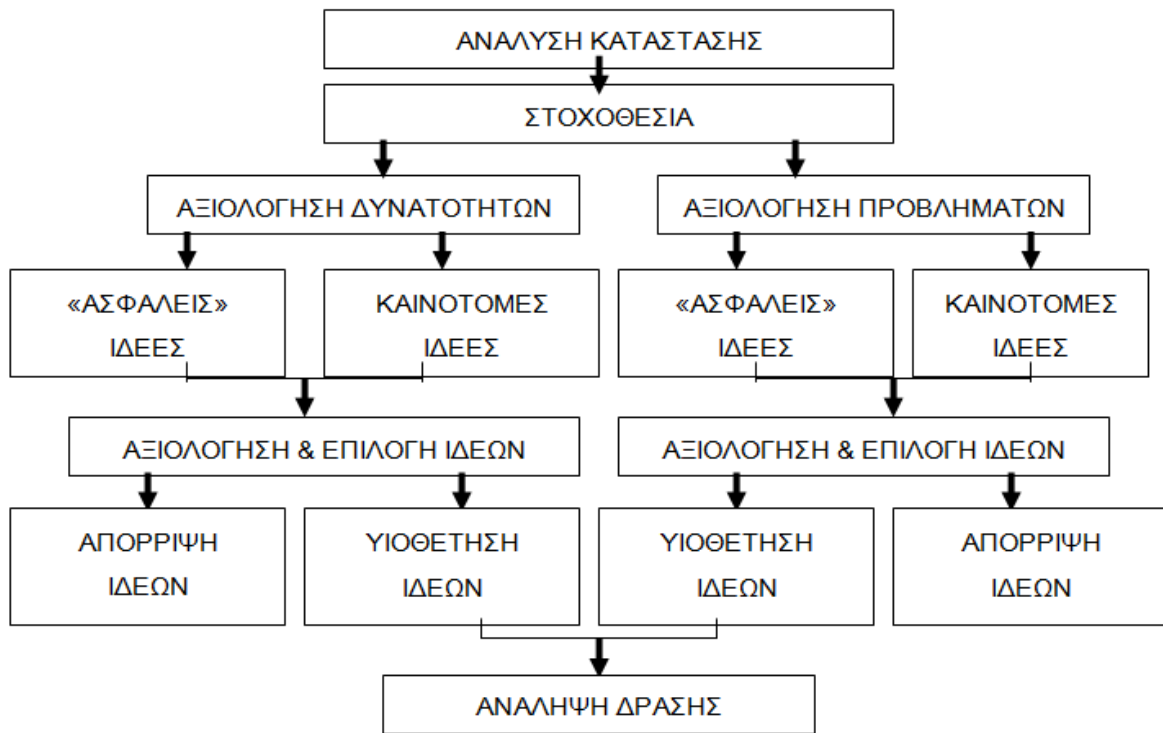 ΑΝΑΛΥΣΗ ΚΑΤΑΣΤΑΣΗΣ
ΣΤΟΧΟΘΕΣΙΑ
ΑΞΙΟΛΟΓΗΣΗ ΔΥΝΑΤΟΤΗΤΩΝ
ΑΞΙΟΛΟΓΗΣΗ ΠΡΟΒΛΗΜΑΤΩΝ
«ΑΣΦΑΛΕΙΣ»
ΙΔΕΕΣ
ΚΑΙΝΟΤΟΜΕΣ
ΙΔΕΕΣ
«ΑΣΦΑΛΕΙΣ»
ΙΔΕΕΣ
ΚΑΙΝΟΤΟΜΕΣ
ΙΔΕΕΣ
ΑΞΙΟΛΟΓΗΣΗ & ΕΠΙΛΟΓΗ ΙΔΕΩΝ
ΑΞΙΟΛΟΓΗΣΗ & ΕΠΙΛΟΓΗ ΙΔΕΩΝ
ΑΠΟΡΡΙΨΗ
ΙΔΕΩΝ
ΥΙΟΘΕΤΗΣΗ
ΙΔΕΩΝ
ΥΙΟΘΕΤΗΣΗ
ΙΔΕΩΝ
ΑΠΟΡΡΙΨΗ
ΙΔΕΩΝ
ΑΝΑΛΗΨΗ ΔΡΑΣΗΣ